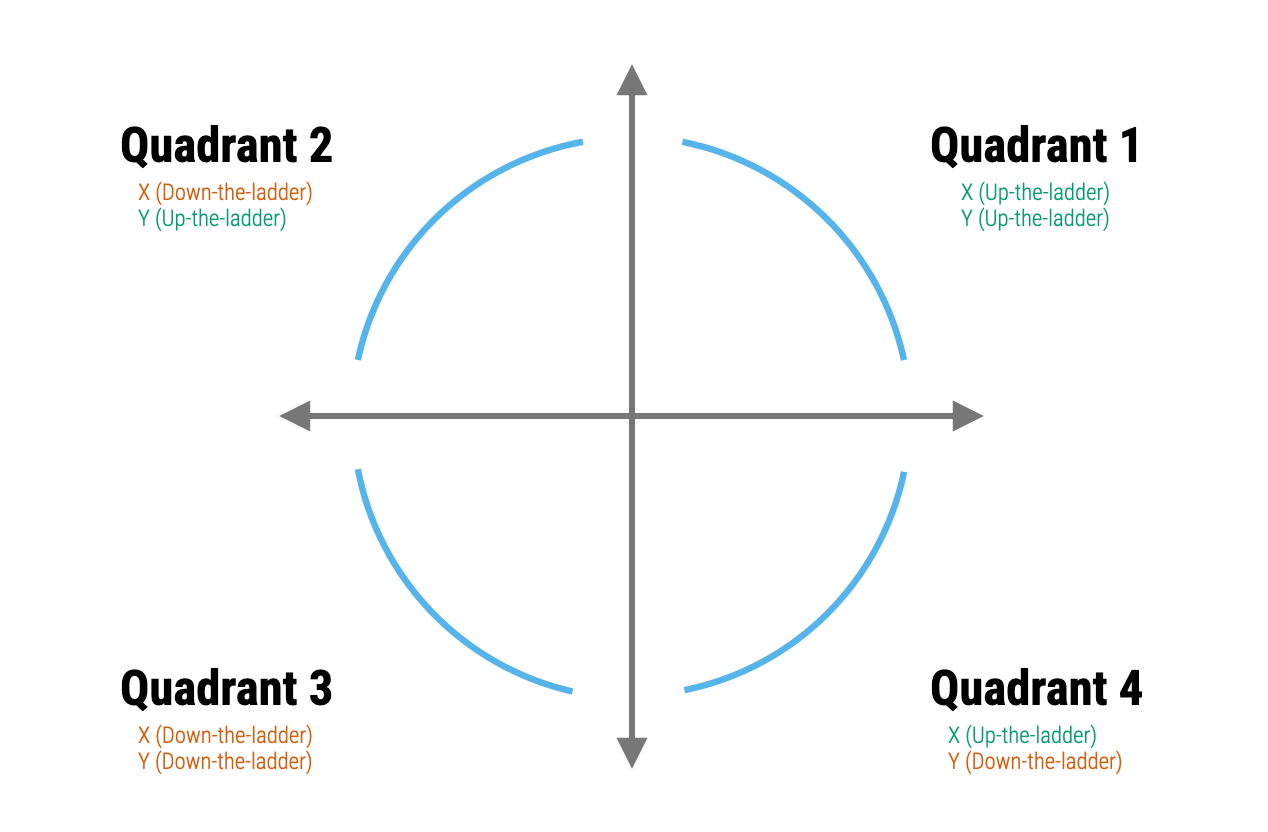 Quadrant 2
X (Down-the-ladder)
Y (Up-the-ladder)
Quadrant 1
X (Up-the-ladder)
Y (Up-the-ladder)
Quadrant 3
X (Down-the-ladder)
Y (Down-the-ladder)
Quadrant 4
X (Up-the-ladder)
Y (Down-the-ladder)